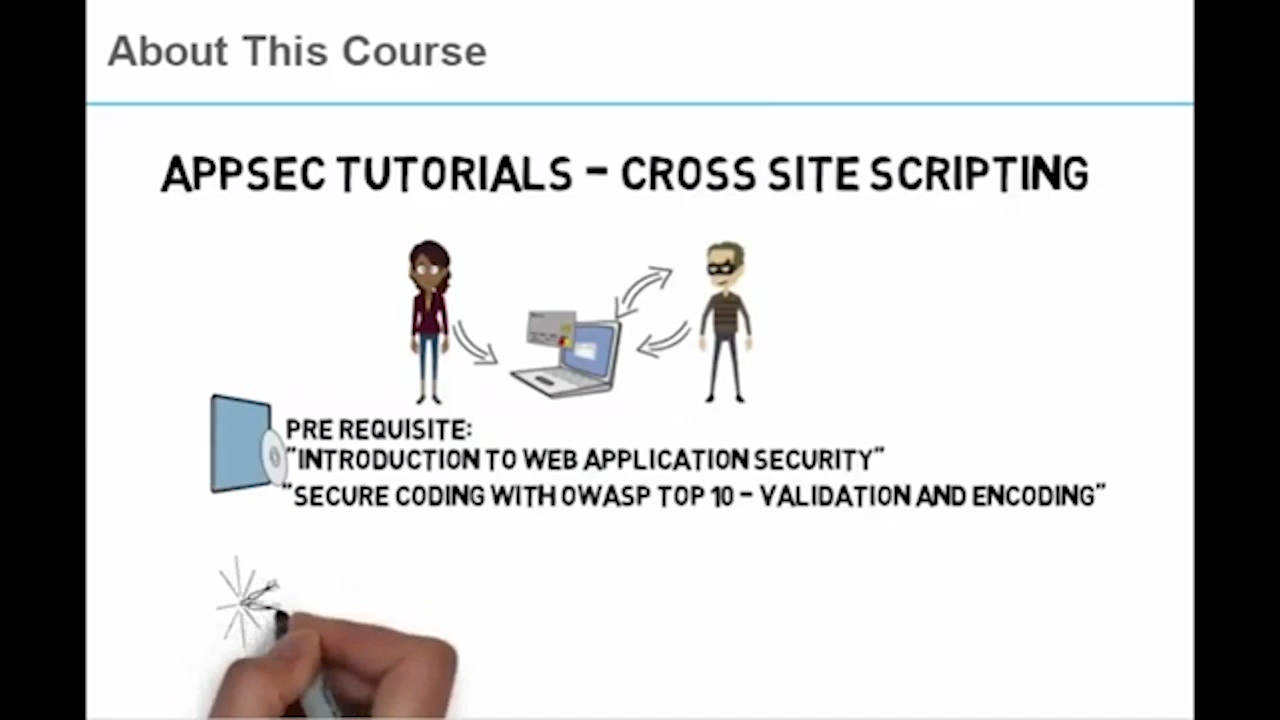 About This Course
APPSEC TUTORIALS - CROSS SITE SCRIPTING
PRE REQUISITE:
"INTRODUCTION TO WEB APPLICATION SECURITY"
"SECURE CODING WITH OWASP TOP 10 - VALIDATION AND ENCODING"